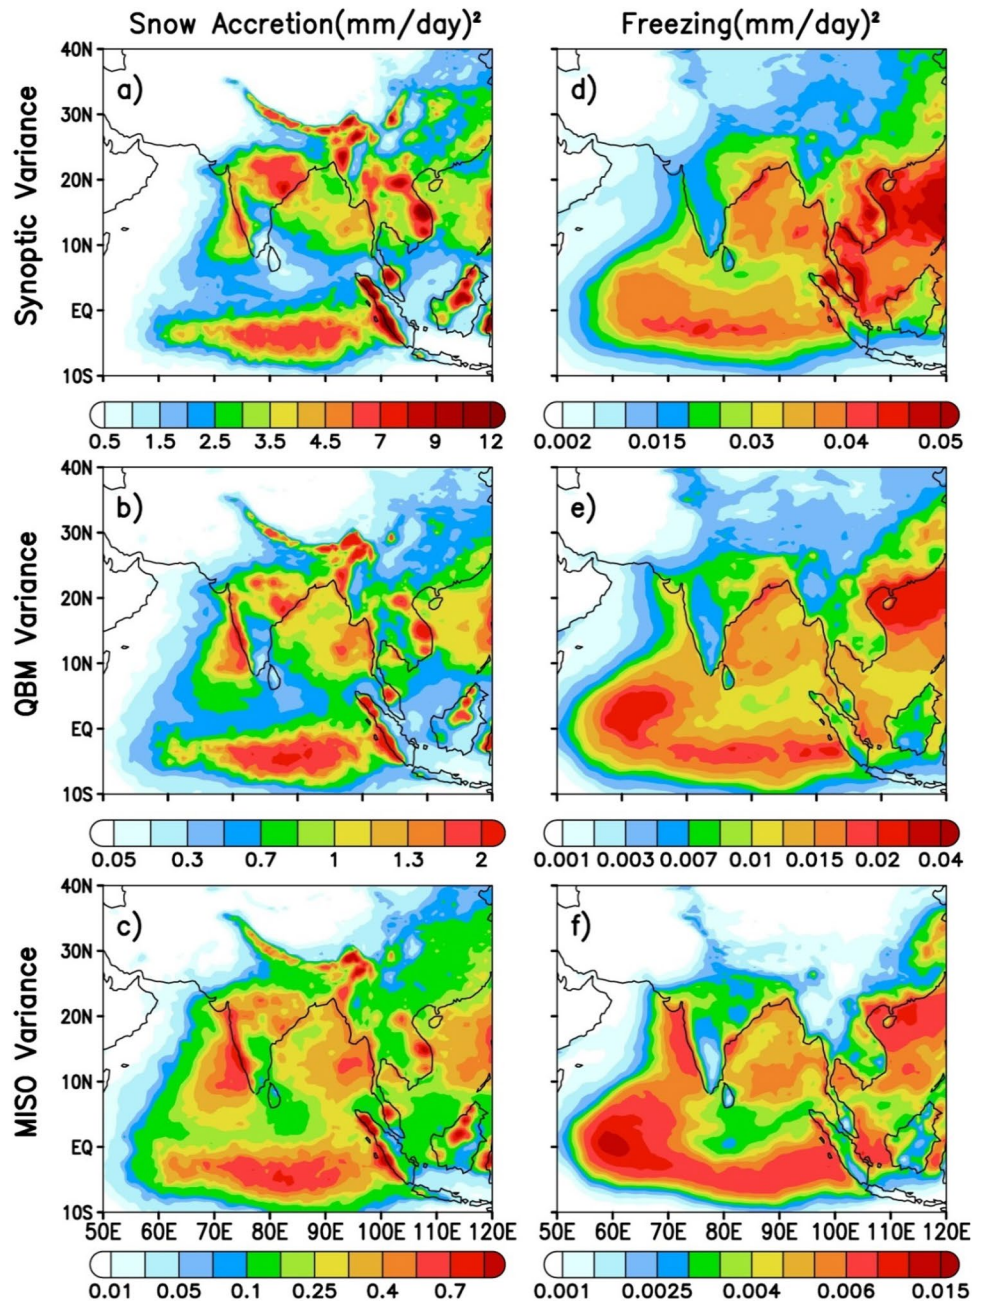 Snow Accretion(mm/day)² Freezing(mm/day)²
Synoptic Variance
40N
30N
20N
10N
EQ
10S
a)
d)
0.5 1.5 2.5 3.5 4.5 7 9 12
0.002 0.015 0.03 0.04 0.05
QBM Variance
40N
30N
20N
10N
EQ
10S
b)
e)
0.05 0.3 0.7 1 1.3 2
0.001 0.003 0.007 0.01 0.015 0.02 0.04
MISO Variance
40N
30N
20N
10N
EQ
10S
c)
f)
50E 60E 70E 80E 90E 100E 110E 120E
50E 60E 70E 80E 90E 100E 110E 120E
0.01 0.05 0.1 0.25 0.4 0.7
0.001 0.0025 0.004 0.006 0.015